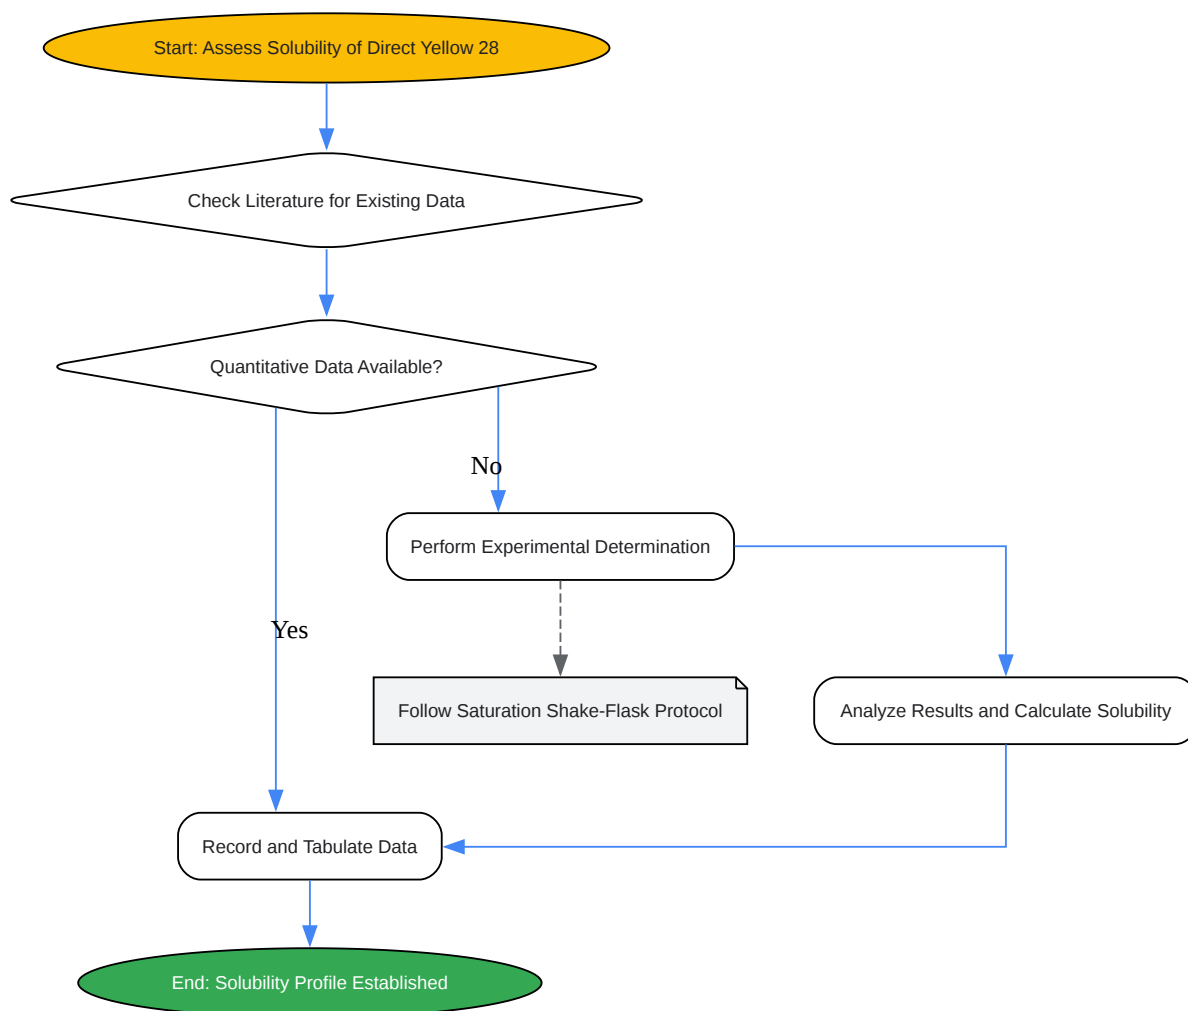 Start: Assess Solubility of Direct Yellow 28
Check Literature for Existing Data
Quantitative Data Available?
No
Perform Experimental Determination
Yes
Follow Saturation Shake-Flask Protocol
Analyze Results and Calculate Solubility
Record and Tabulate Data
End: Solubility Profile Established